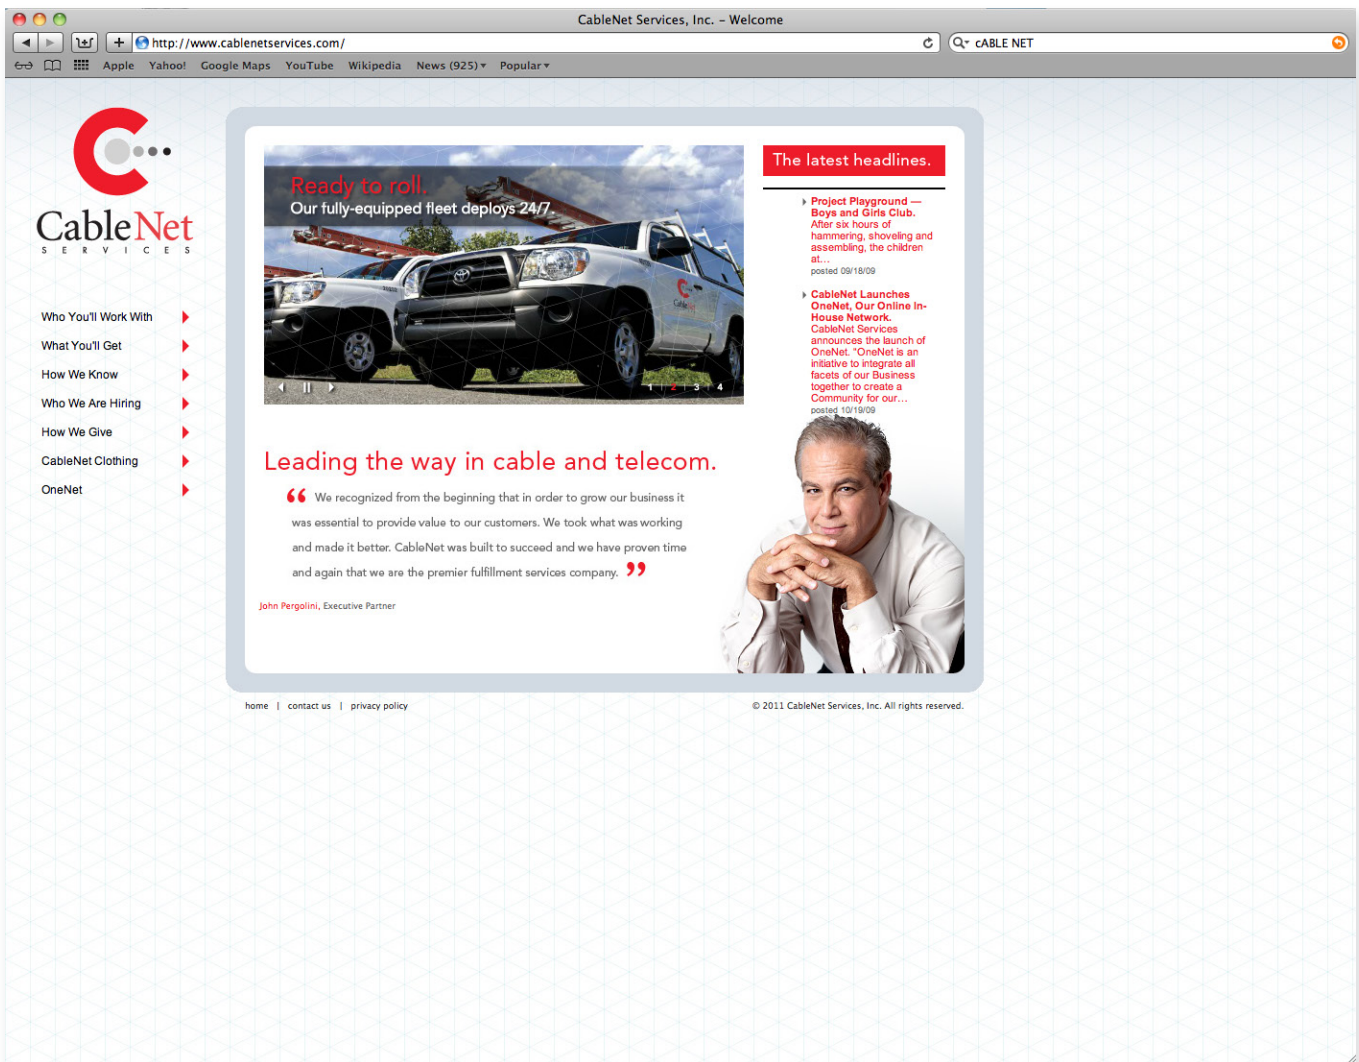 CableNet Services, Inc. – Welcome
http://www.cablenetservices.com/
cABLE NET
Apple Yahoo! Google Maps YouTube Wikipedia News (925) Popular
CableNet
SERVICES
Who You'll Work With
What You'll Get
How We Know
Who We Are Hiring
How We Give
CableNet Clothing
OneNet
Ready to roll.
Our fully-equipped fleet deploys 24/7.
CableNet
1 | 2 | 3 | 4
Leading the way in cable and telecom.
“ We recognized from the beginning that in order to grow our business it
was essential to provide value to our customers. We took what was working
and made it better. CableNet was built to succeed and we have proven time
and again that we are the premier fulfillment services company. ”
John Pergolini, Executive Partner
The latest headlines.
Project Playground —
Boys and Girls Club.
After six hours of
hammering, shoveling and
assembling, the children
at...
posted 09/18/09
CableNet Launches
OneNet, Our Online In-
House Network.
CableNet Services
announces the launch of
OneNet. "OneNet is an
initiative to integrate all
facets of our Business
together to create a
Community for our...
posted 10/19/09
home | contact us | privacy policy
© 2011 CableNet Services, Inc. All rights reserved.